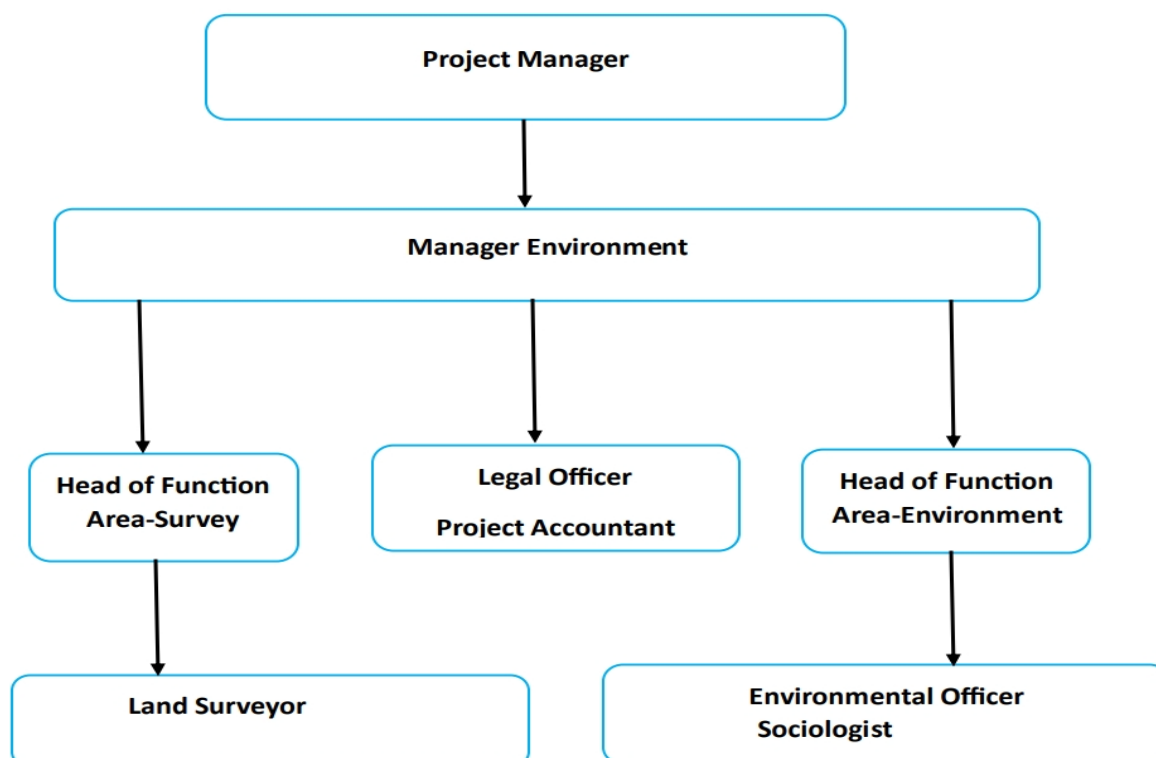 Project Manager
Manager Environment
Head of Function
Area-Survey
Legal Officer
Project Accountant
Head of Function
Area-Environment
Land Surveyor
Environmental Officer
Sociologist